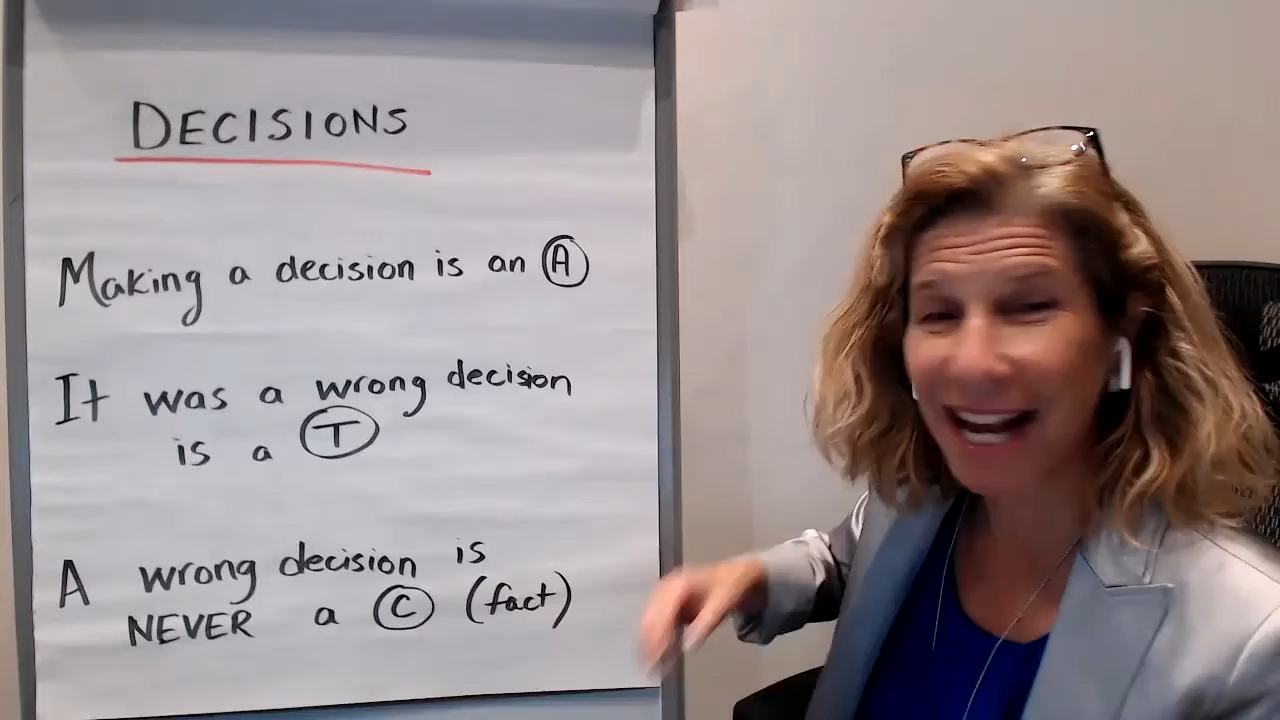 DECISIONS
Making a decision is an A
It was a wrong decision
is a T
A wrong decision is
NEVER a C (fact)